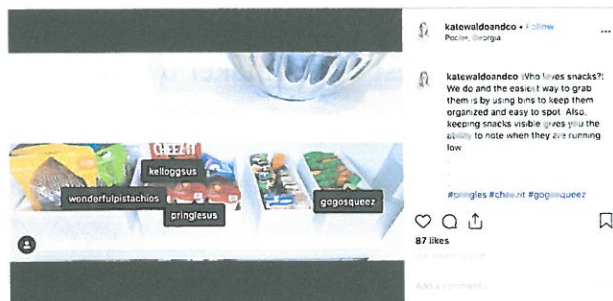 katewaldoandco • Follow
Pooler, Georgia
katewaldoandco Who loves snacks?!
We do and the easiest way to grab
them is by using bins to keep them
organized and easy to spot. Also,
keeping snacks visible gives you the
ability to note when they are running
low
#pringles #cheezit #gogosqueez
CHEEZ-IT
kelloggsus
wonderfulpistachios
pringlesus
gogosqueez
87 likes
Add a comment...